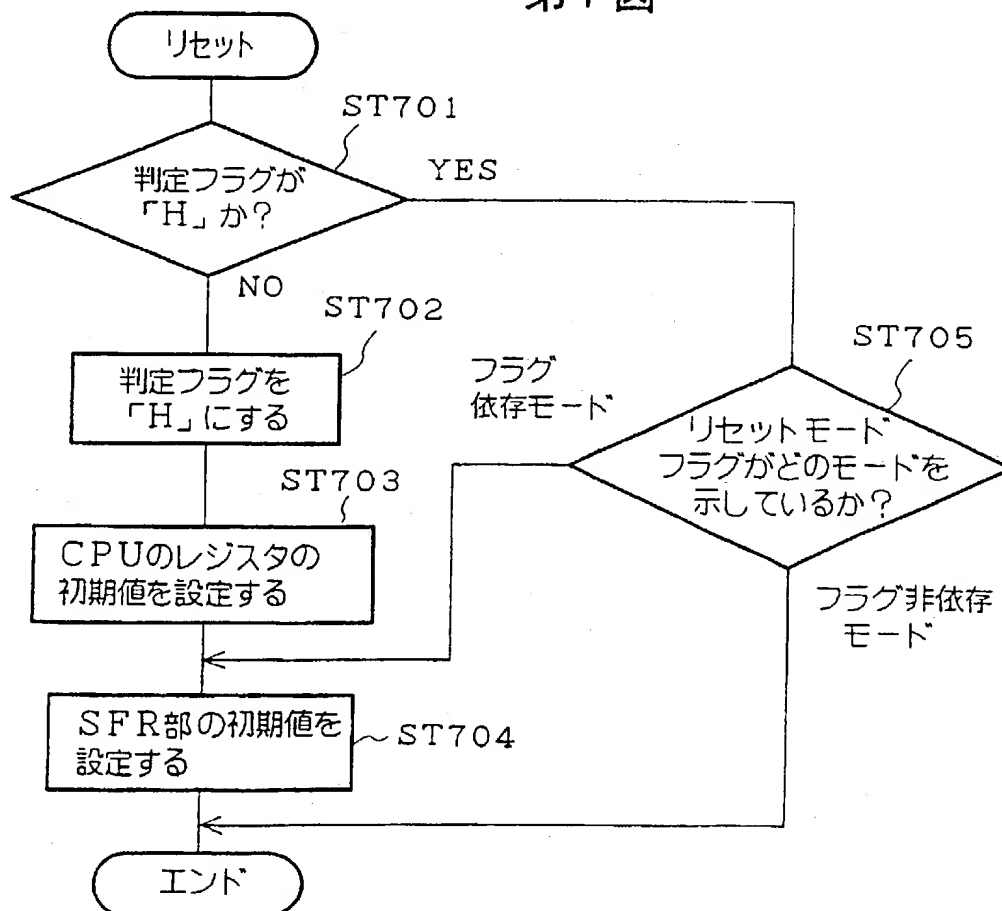 リセット
ST701
判定フラグが
「H」か?
YES
NO
ST702
判定フラグを
「H」にする
ST703
CPUのレジスタの
初期値を設定する
SFR部の初期値を
設定する
ST704
エンド
フラグ
依存モード
ST705
リセットモード
フラグがどのモードを
示しているか?
フラグ非依存
モード